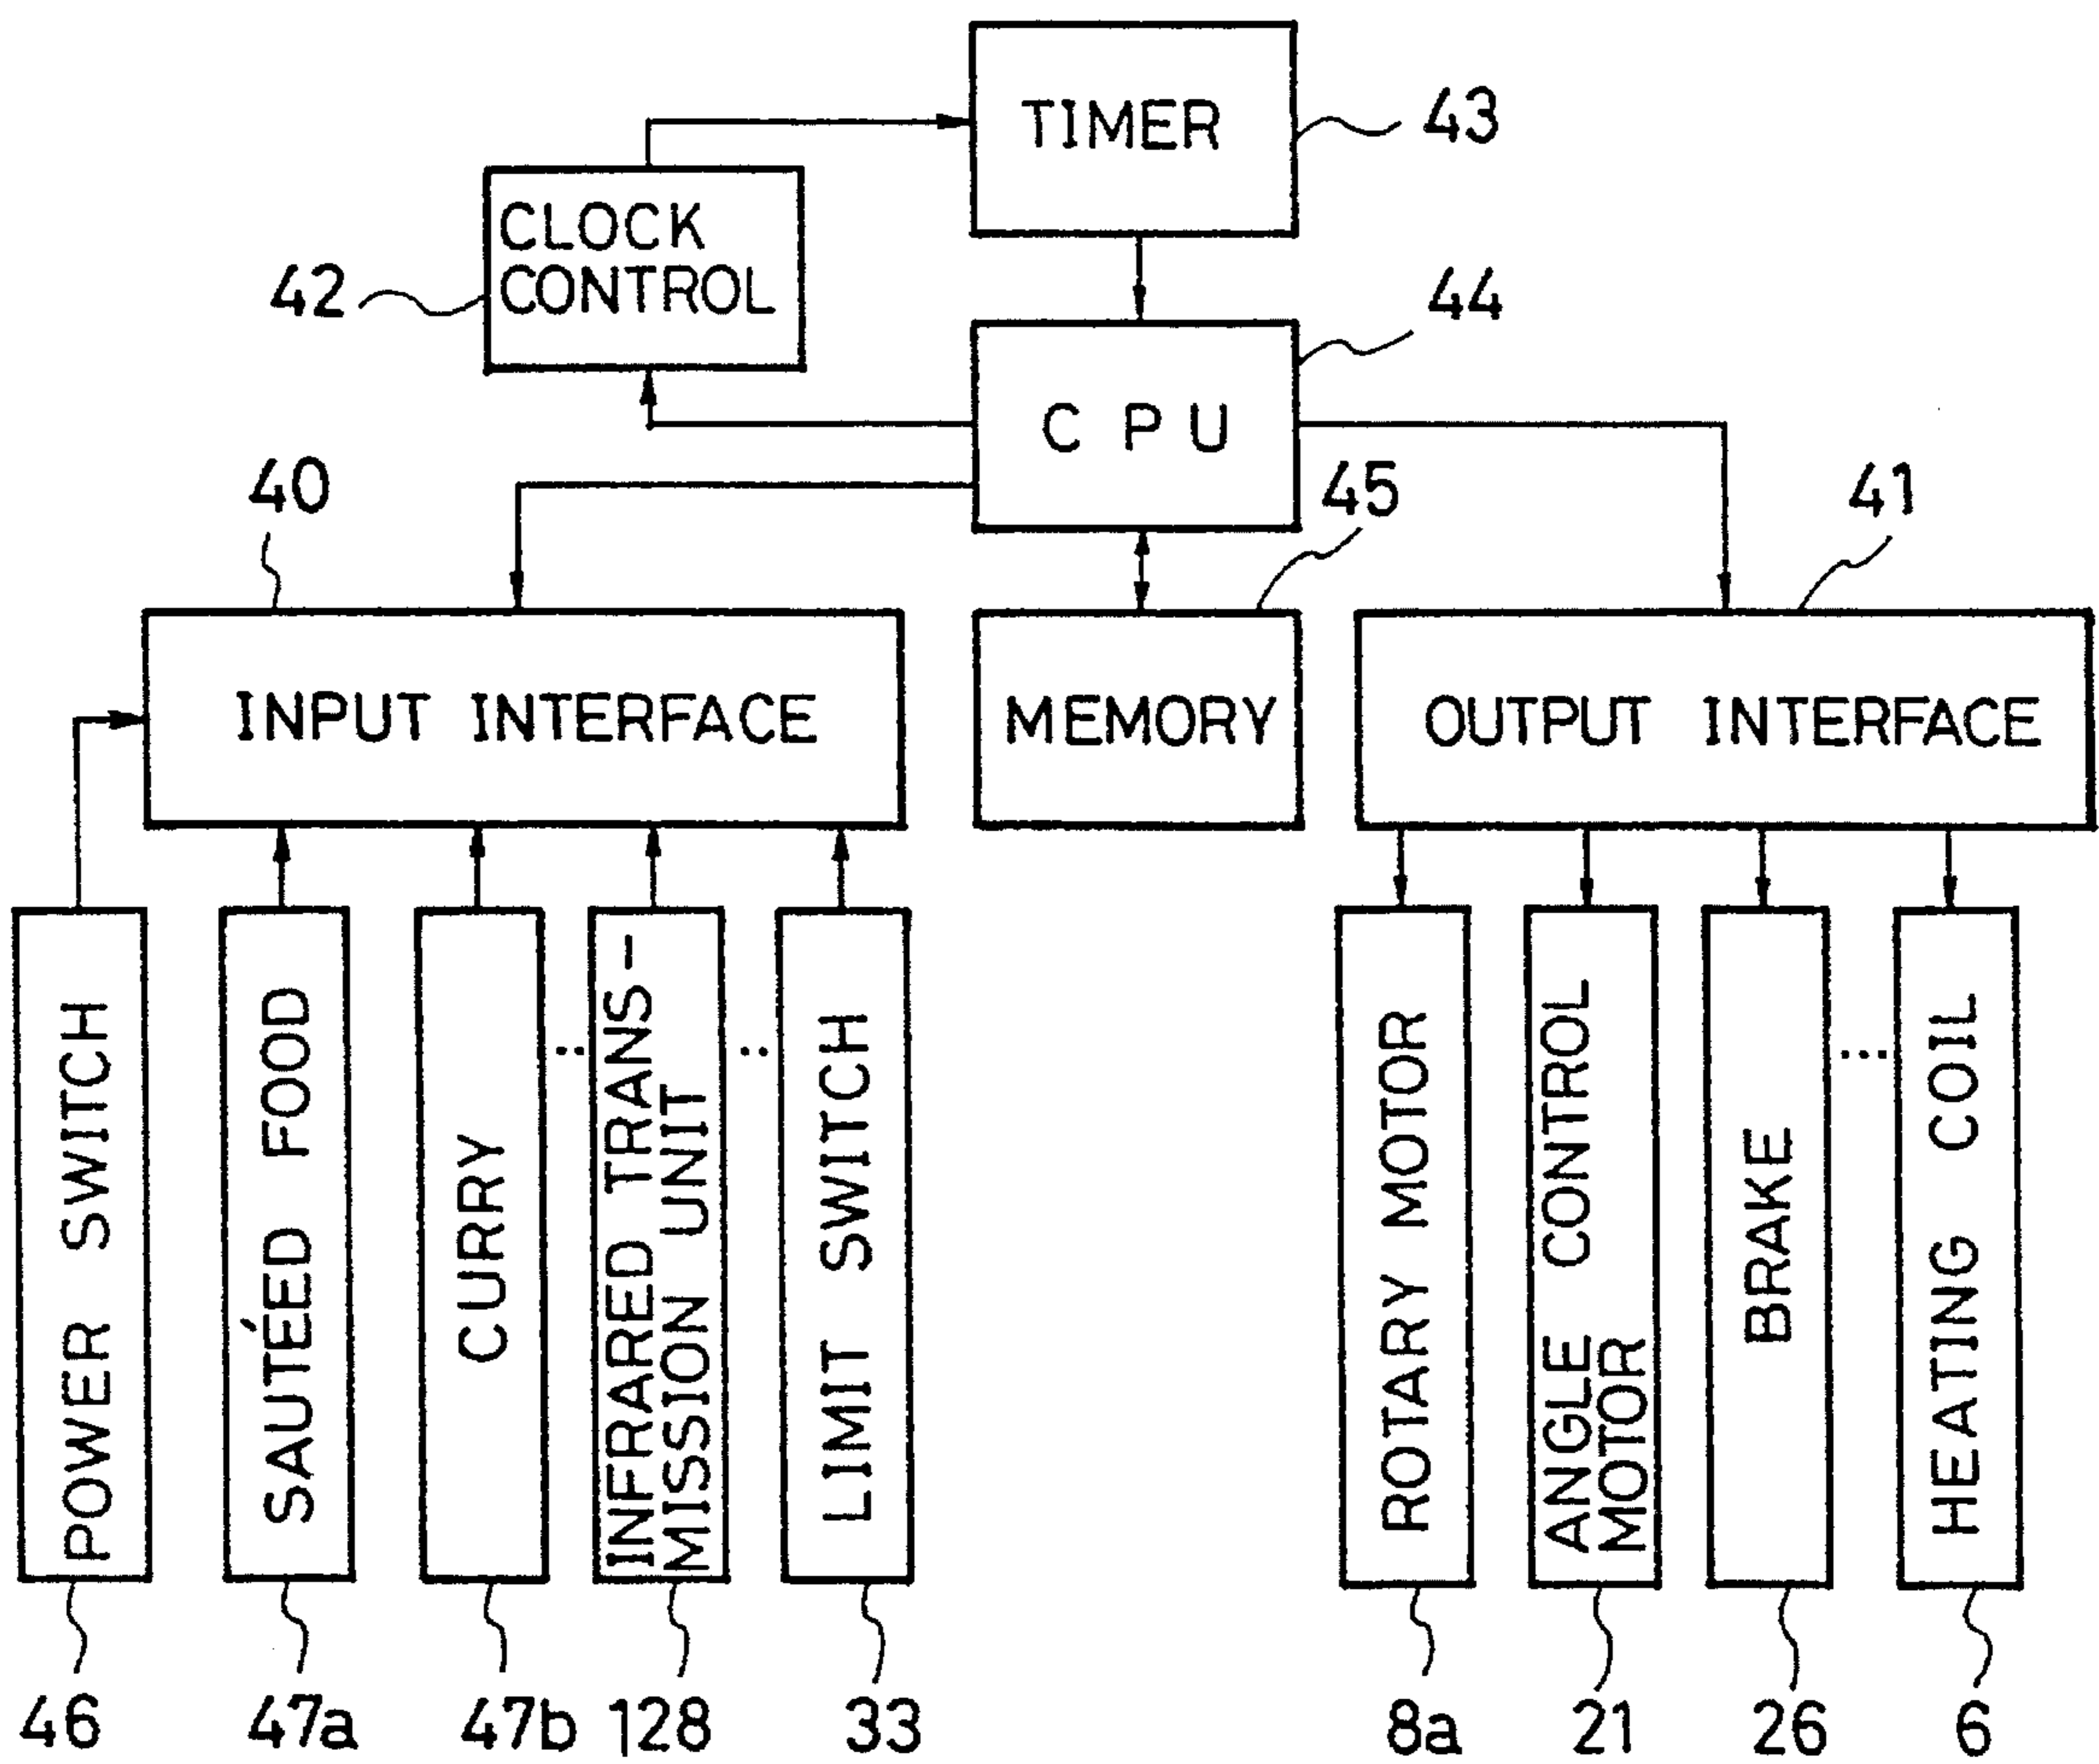 TIMER
43
CLOCK
CONTROL
42
44
CPU
40
45
41
INPUT INTERFACE
MEMORY
OUTPUT INTERFACE
POWER SWITCH
SAUTÉED FOOD
CURRY
..
INFRARED TRANS-
MISSION UNIT
..
LIMIT SWITCH
ROTARY MOTOR
ANGLE CONTROL
MOTOR
BRAKE
...
HEATING COIL
46
47a
47b
128
33
8a
21
26
6